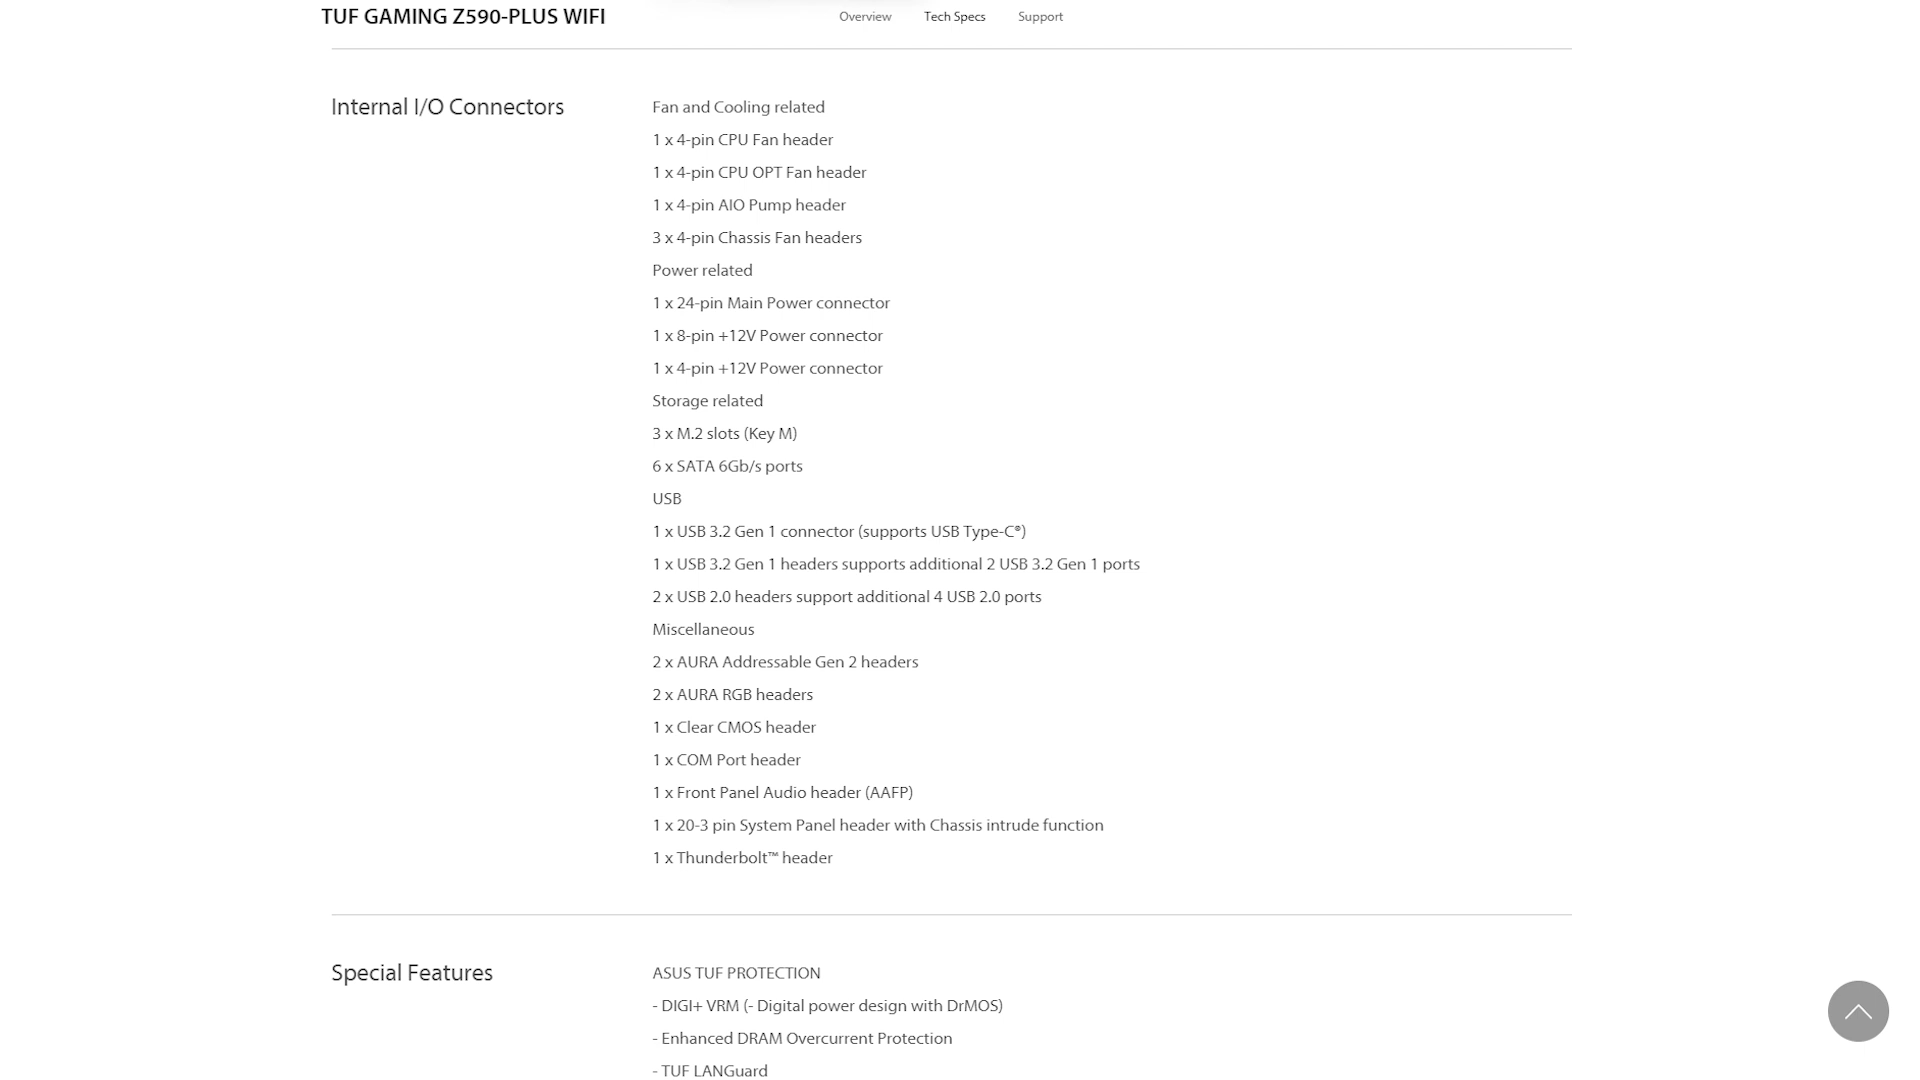 TUF GAMING Z590-PLUS WIFI
Overview
Tech Specs
Support
Internal I/O Connectors
Fan and Cooling related
1 x 4-pin CPU Fan header
1 x 4-pin CPU OPT Fan header
1 x 4-pin AIO Pump header
3 x 4-pin Chassis Fan headers
Power related
1 x 24-pin Main Power connector
1 x 8-pin +12V Power connector
1 x 4-pin +12V Power connector
Storage related
3 x M.2 slots (Key M)
6 x SATA 6Gb/s ports
USB
1 x USB 3.2 Gen 1 connector (supports USB Type-C®)
1 x USB 3.2 Gen 1 headers supports additional 2 USB 3.2 Gen 1 ports
2 x USB 2.0 headers support additional 4 USB 2.0 ports
Miscellaneous
2 x AURA Addressable Gen 2 headers
2 x AURA RGB headers
1 x Clear CMOS header
1 x COM Port header
1 x Front Panel Audio header (AAFP)
1 x 20-3 pin System Panel header with Chassis intrude function
1 x Thunderbolt™ header
Special Features
ASUS TUF PROTECTION
- DIGI+ VRM (- Digital power design with DrMOS)
- Enhanced DRAM Overcurrent Protection
- TUF LANGuard